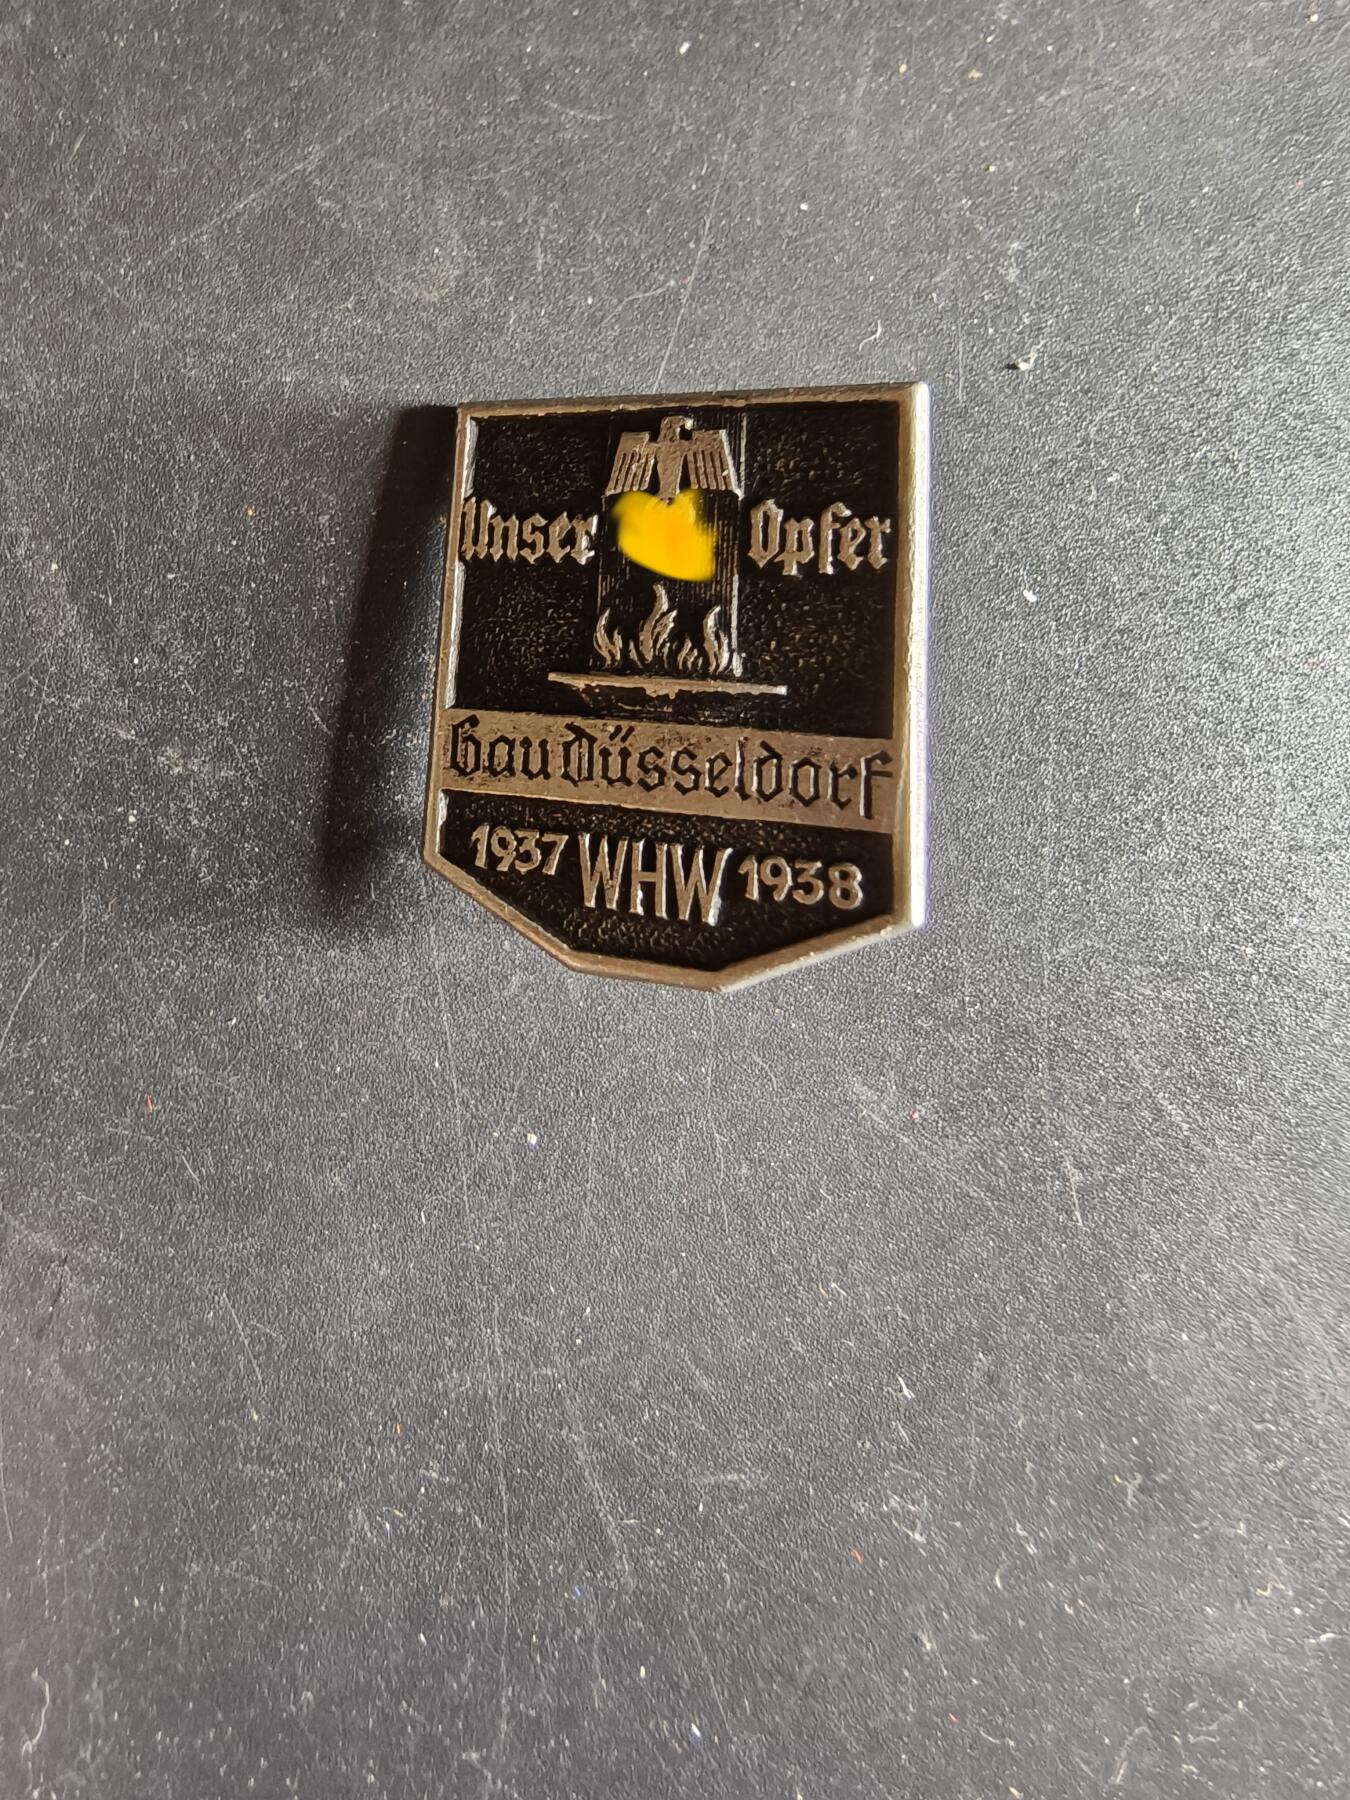 Unser Opfer
Gau Düsseldorf
1937 WHW 1938